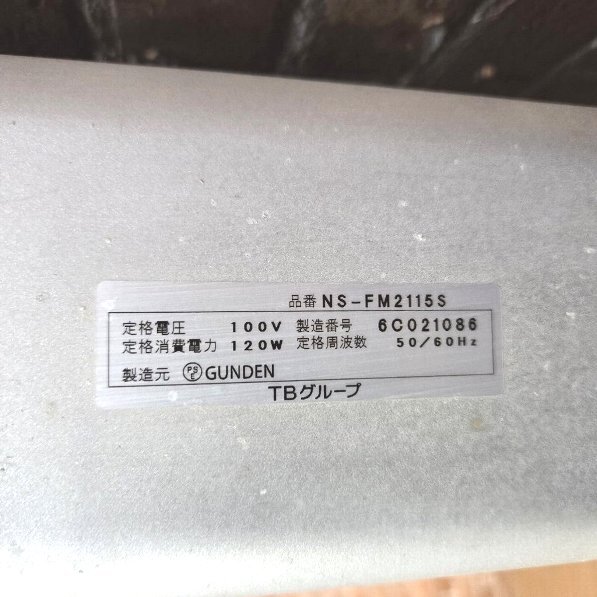 品番 NS-FM2115S
定格電圧 100V 製造番号 6C021086
定格消費電力 120W 定格周波数 50/60Hz
製造元 PSE GUNDEN
TBグループ